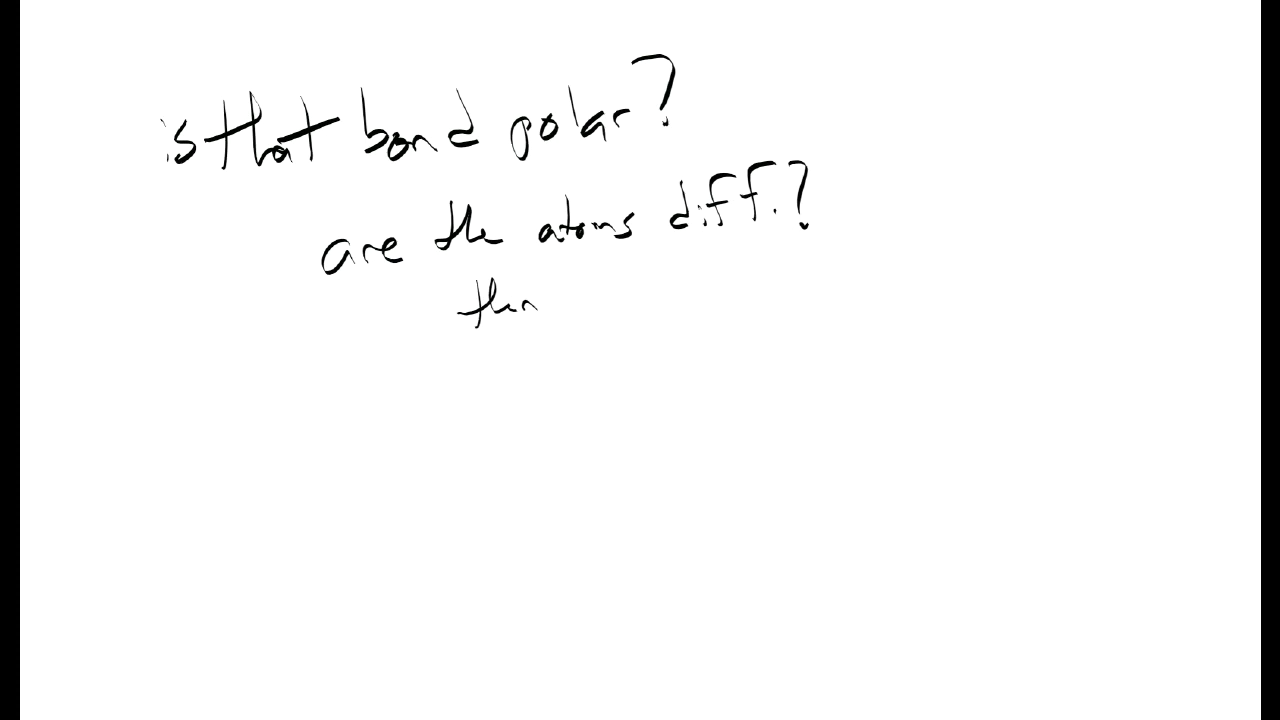 is that bond polar?
are the atoms diff.?
then